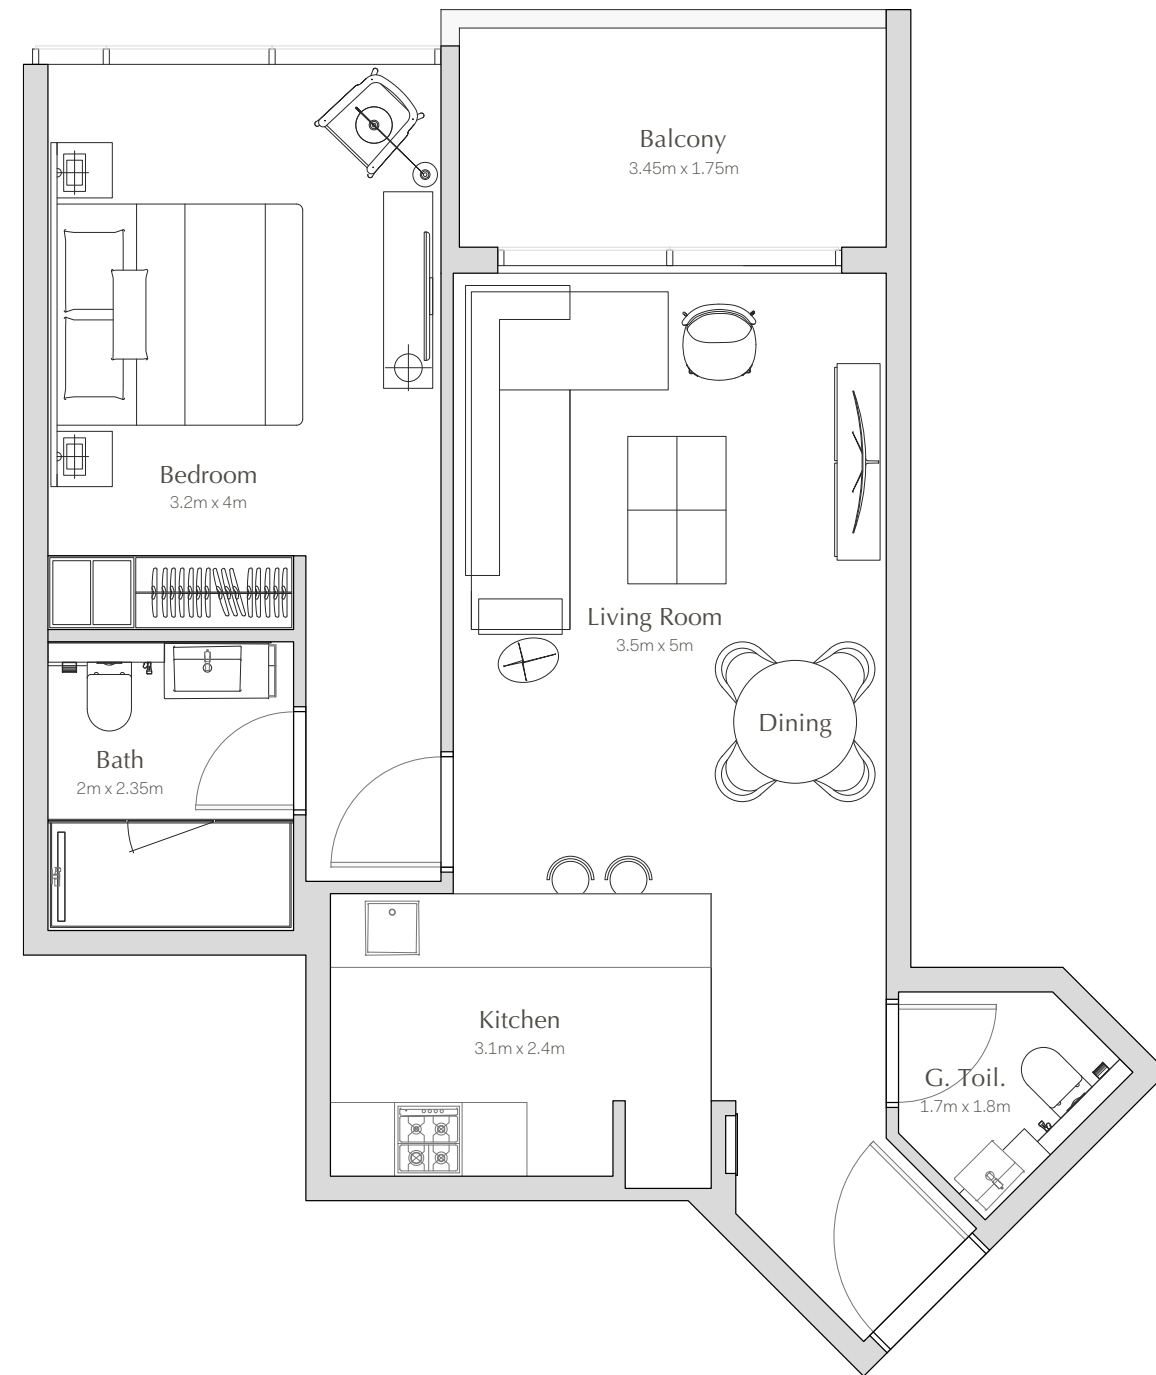 Balcony
3.45m x 1.75m
Bedroom
3.2m x 4m
Living Room
3.5m x 5m
Dining
Bath
2m x 2.35m
Kitchen
3.1m x 2.4m
G. Toil.
1.7m x 1.8m